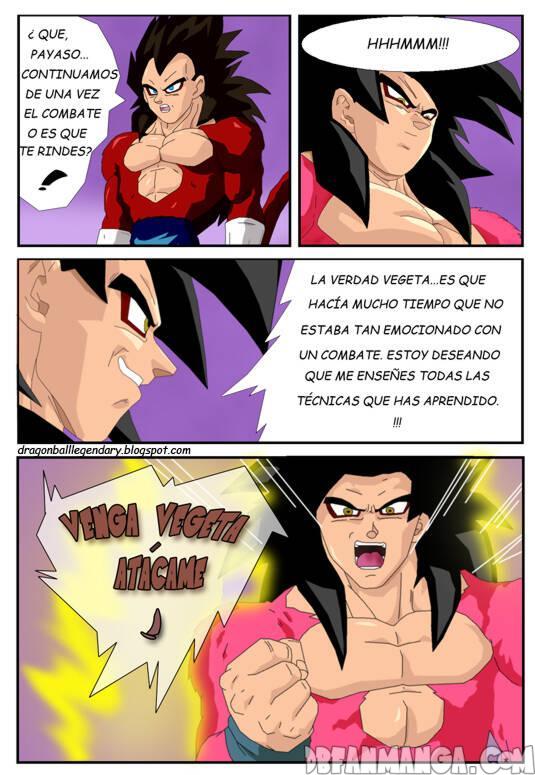 ¿ QUE,
PAYASO...
CONTINUAMOS
DE UNA VEZ
EL COMBATE
O ES QUE
TE RINDES?
!
HHHMMM!!!
LA VERDAD VEGETA...ES QUE
HACÍA MUCHO TIEMPO QUE NO
ESTABA TAN EMOCIONADO CON
UN COMBATE. ESTOY DESEANDO
QUE ME ENSEÑES TODAS LAS
TÉCNICAS QUE HAS APRENDIDO.
!!!
dragonballlegendary.blogspot.com
VENGA VEGETA
ATÁCAME
DBFANMANGA.COM